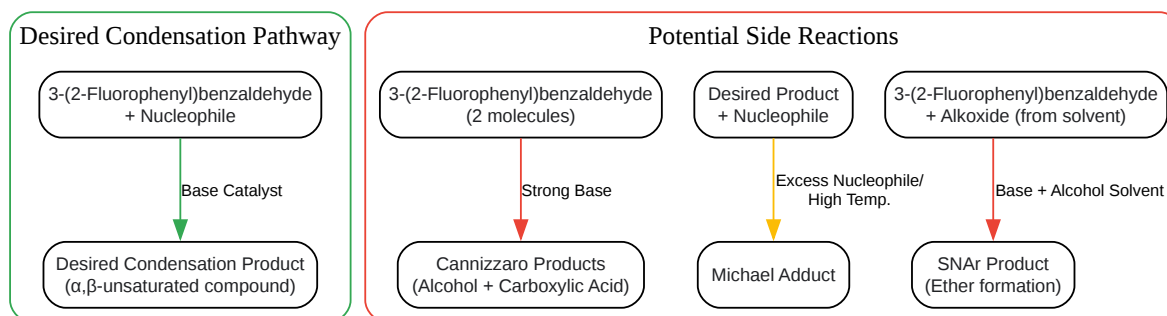 Desired Condensation Pathway
3-(2-Fluorophenyl)benzaldehyde
+ Nucleophile
Base Catalyst
Desired Condensation Product
(α,β-unsaturated compound)
Potential Side Reactions
3-(2-Fluorophenyl)benzaldehyde
(2 molecules)
Strong Base
Cannizzaro Products
(Alcohol + Carboxylic Acid)
Desired Product
+ Nucleophile
Excess Nucleophile/
High Temp.
Michael Adduct
3-(2-Fluorophenyl)benzaldehyde
+ Alkoxide (from solvent)
Base + Alcohol Solvent
SNAr Product
(Ether formation)